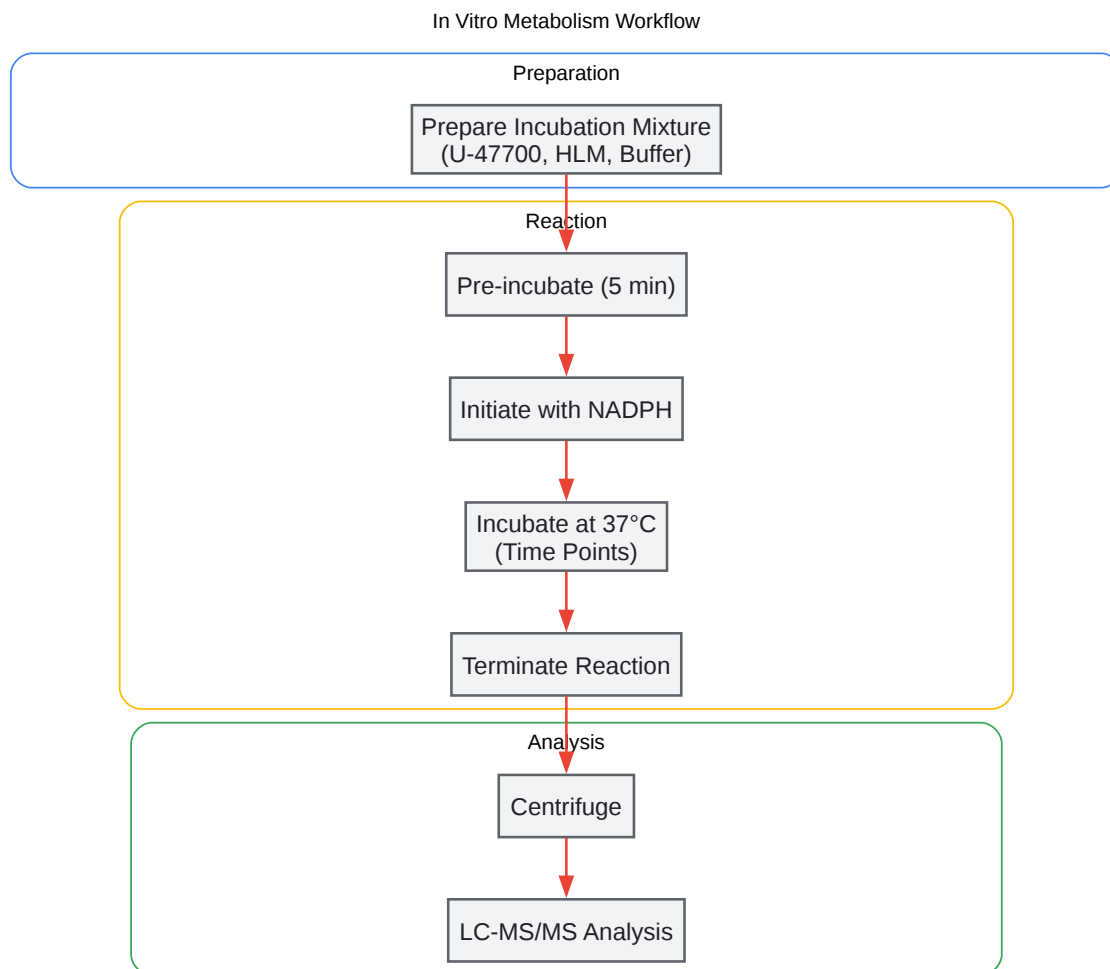 In Vitro Metabolism Workflow
Preparation
Prepare Incubation Mixture
(U-47700, HLM, Buffer)
Reaction
Pre-incubate (5 min)
Initiate with NADPH
Incubate at 37°C
(Time Points)
Terminate Reaction
Analysis
Centrifuge
LC-MS/MS Analysis